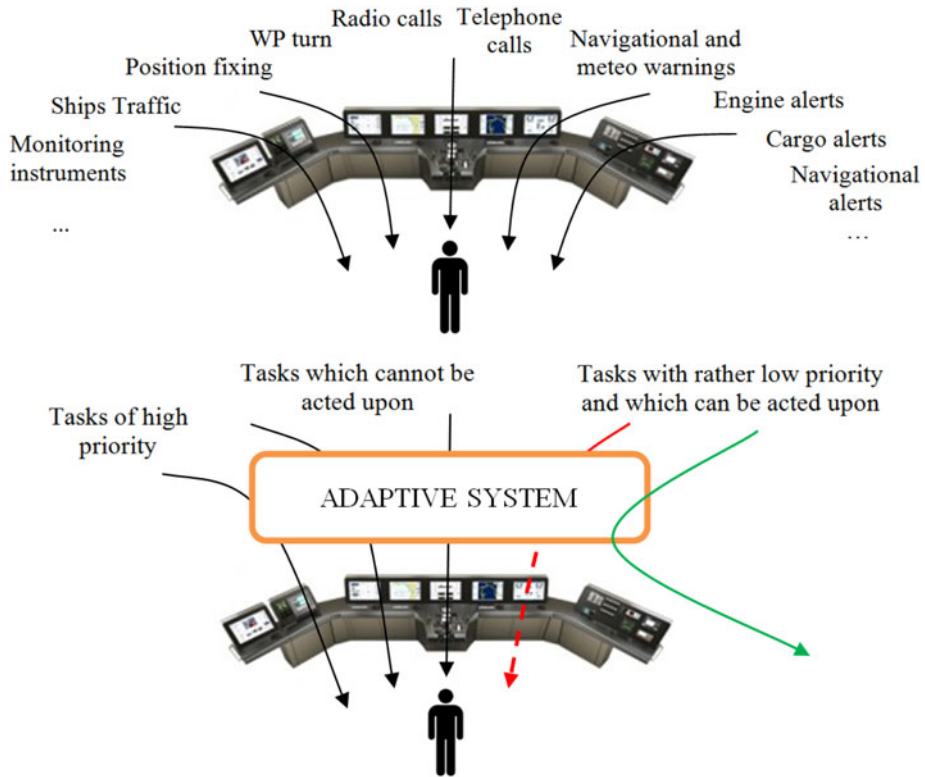 Radio calls
Telephone
calls
WP turn
Navigational and
meteo warnings
Position fixing
Engine alerts
Ships Traffic
Cargo alerts
Monitoring
instruments
Navigational
alerts
...
...
Tasks which cannot be
acted upon
Tasks with rather low priority
and which can be acted upon
Tasks of high
priority
ADAPTIVE SYSTEM